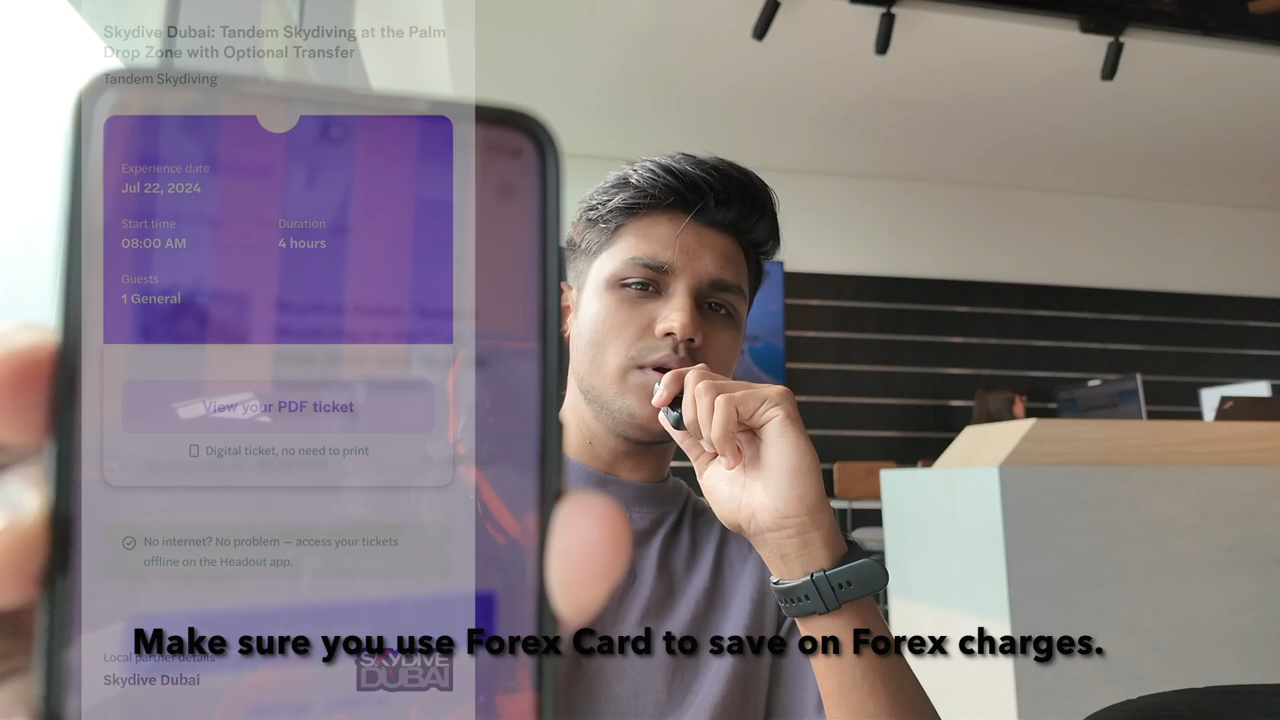 Skydive Dubai: Tandem Skydiving at the Palm
Drop Zone with Optional Transfer
Tandem Skydiving
Experience date
Jul 22, 2024
Start time
Duration
08:00 AM
4 hours
Guests
1 General
View your PDF ticket
Digital ticket, no need to print
No internet? No problem — access your tickets
offline on the Headout app.
Make sure you use Forex Card to save on Forex charges.
Local partner details
Skydive Dubai
SKYDIVE
DUBAI